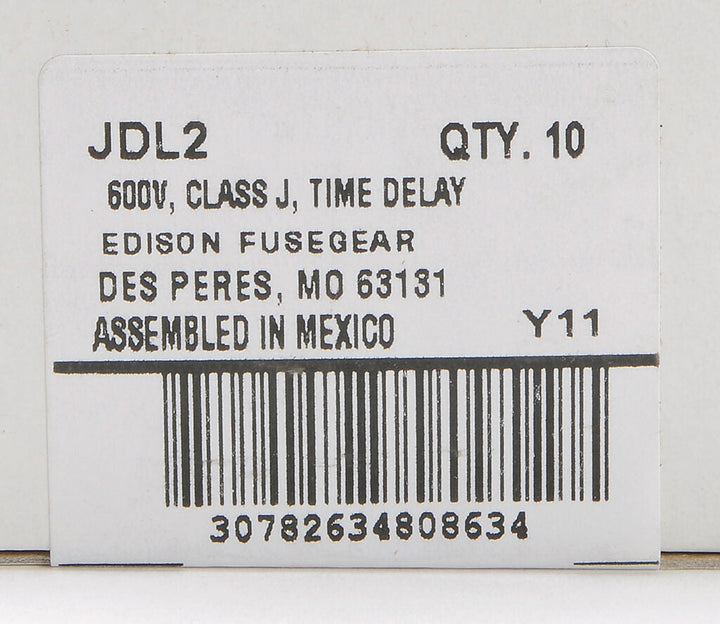 JDL2 QTY. 10
600V, CLASS J, TIME DELAY
EDISON FUSEGEAR
DES PERES, MO 63131
ASSEMBLED IN MEXICO Y11
30782634808634